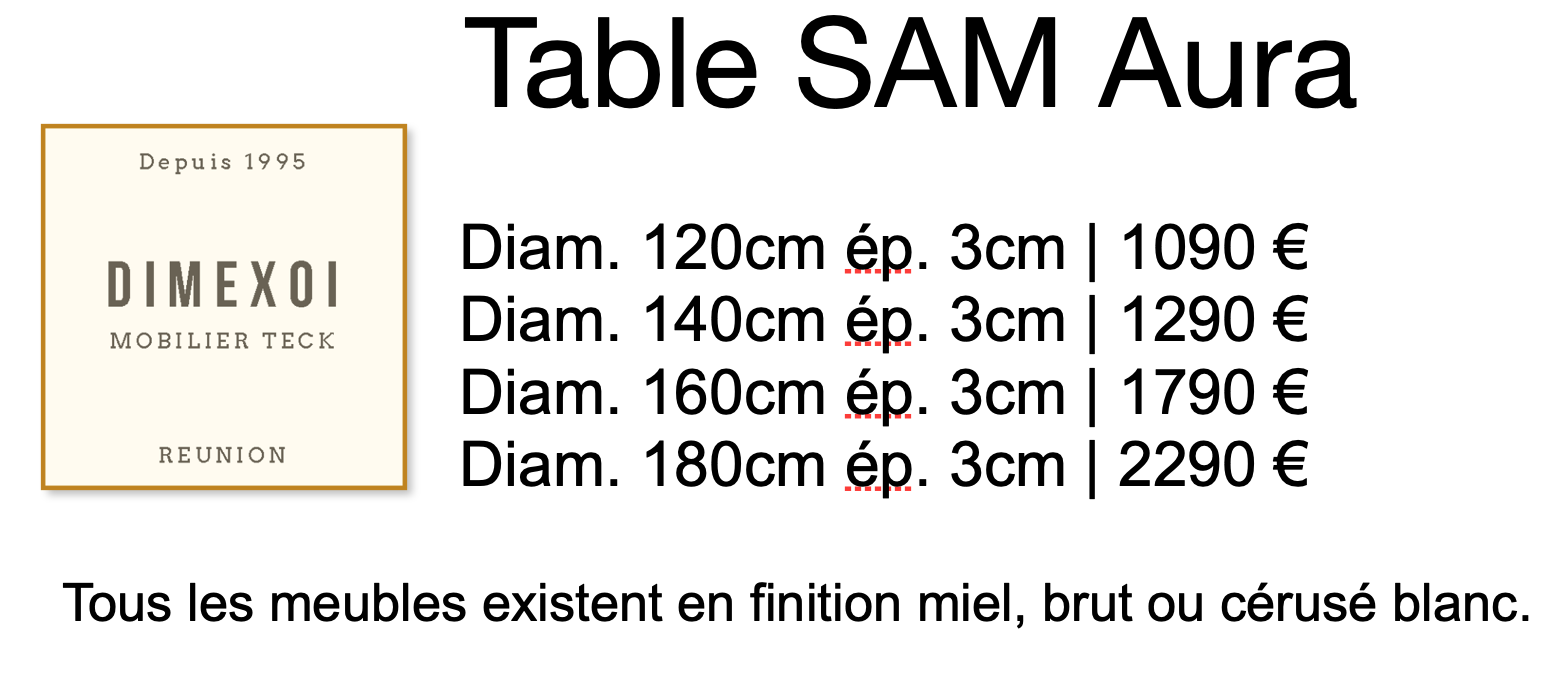 Table SAM Aura
Depuis 1995
DIMEXOI
MOBILIER TECK
REUNION
Diam. 120cm ép. 3cm | 1090 €
Diam. 140cm ép. 3cm | 1290 €
Diam. 160cm ép. 3cm | 1790 €
Diam. 180cm ép. 3cm | 2290 €
Tous les meubles existent en finition miel, brut ou cérusé blanc.